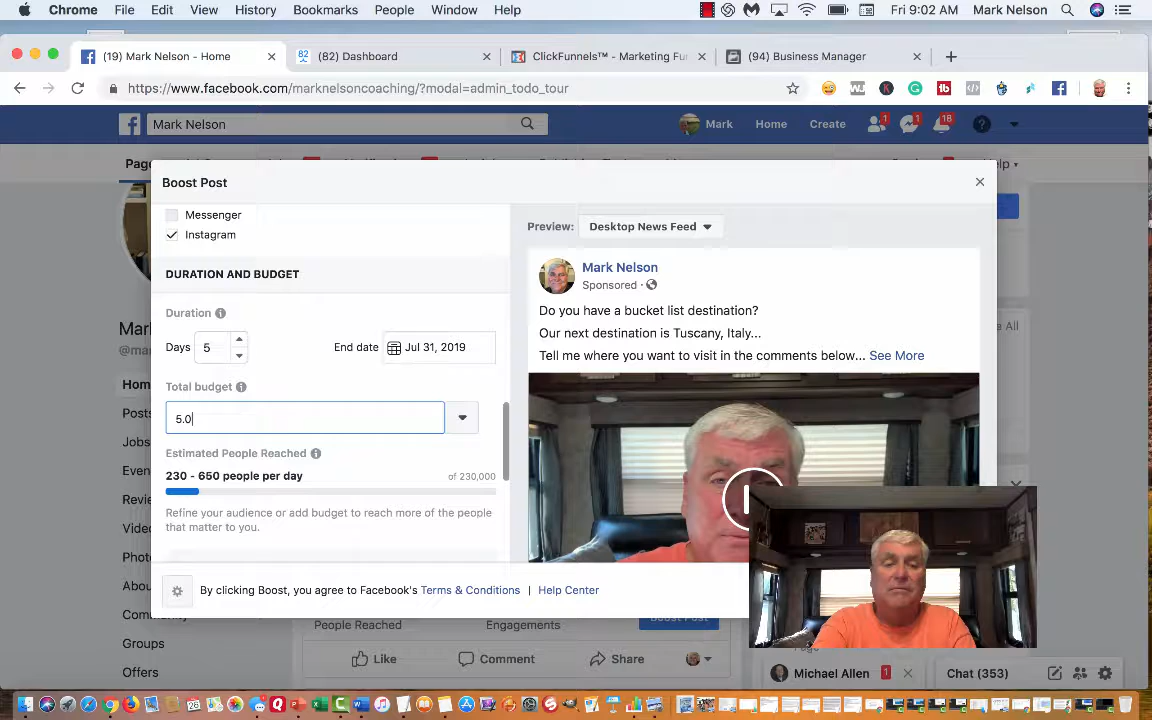 Chrome File Edit View History Bookmarks People Window Help Fri 9:02 AM Mark Nelson
(19) Mark Nelson - Home (82) Dashboard ClickFunnels™ - Marketing Fu (94) Business Manager
https://www.facebook.com/marknelsoncoaching/?modal=admin_todo_tour
Mark Nelson Mark Home Create 1 1 18
Boost Post
Messenger
Instagram
Preview: Desktop News Feed
DURATION AND BUDGET
Mark Nelson
Sponsored ·
Duration
Do you have a bucket list destination?
Days 5 End date Jul 31, 2019
Our next destination is Tuscany, Italy...
Tell me where you want to visit in the comments below... See More
Total budget
5.0
Estimated People Reached
230 - 650 people per day of 230,000
Refine your audience or add budget to reach more of the people
that matter to you.
By clicking Boost, you agree to Facebook's Terms & Conditions | Help Center
People Reached Engagements Boost Post
Groups
Like Comment Share
Offers
Michael Allen 1 Chat (353)